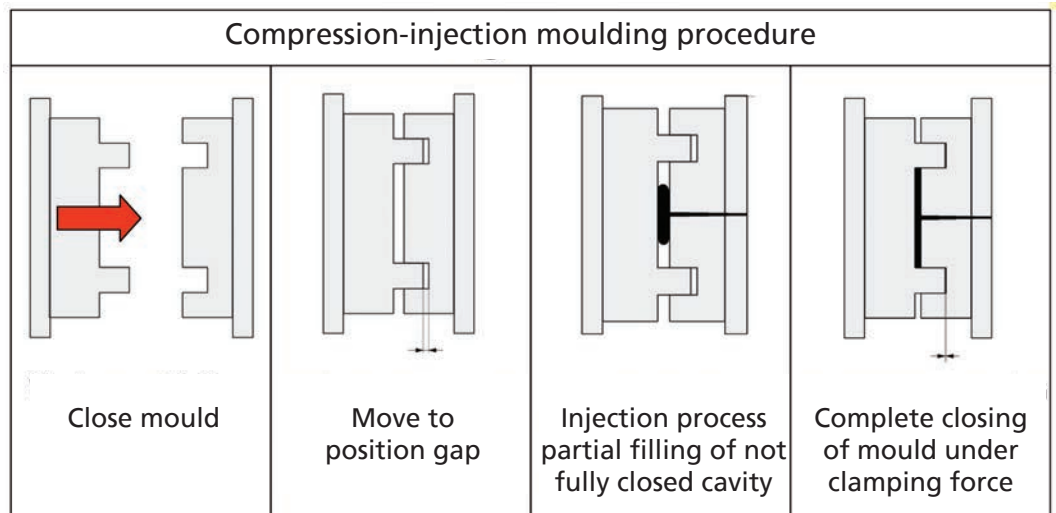 Compression-injection moulding procedure
Close mould
Move to
position gap
Injection process
partial filling of not
fully closed cavity
Complete closing
of mould under
clamping force